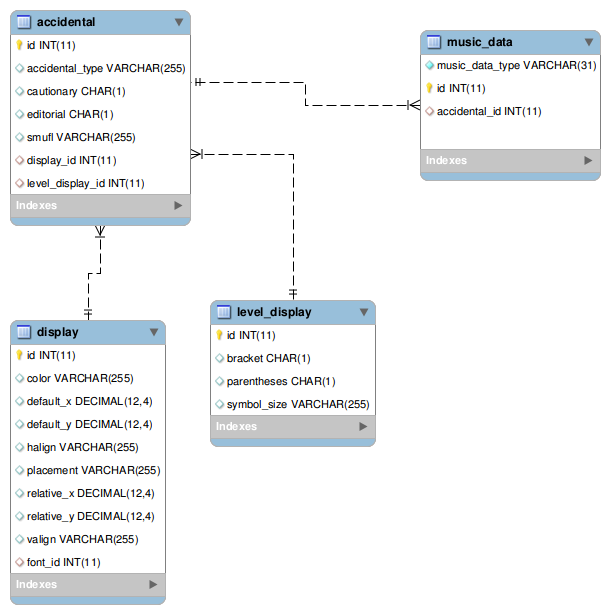 accidental
id INT(11)
accidental_type VARCHAR(255)
cautionary CHAR(1)
editorial CHAR(1)
smufl VARCHAR(255)
display_id INT(11)
level_display_id INT(11)
Indexes
music_data
music_data_type VARCHAR(31)
id INT(11)
accidental_id INT(11)
Indexes
display
id INT(11)
color VARCHAR(255)
default_x DECIMAL(12,4)
default_y DECIMAL(12,4)
halign VARCHAR(255)
placement VARCHAR(255)
relative_x DECIMAL(12,4)
relative_y DECIMAL(12,4)
valign VARCHAR(255)
font_id INT(11)
Indexes
level_display
id INT(11)
bracket CHAR(1)
parentheses CHAR(1)
symbol_size VARCHAR(255)
Indexes